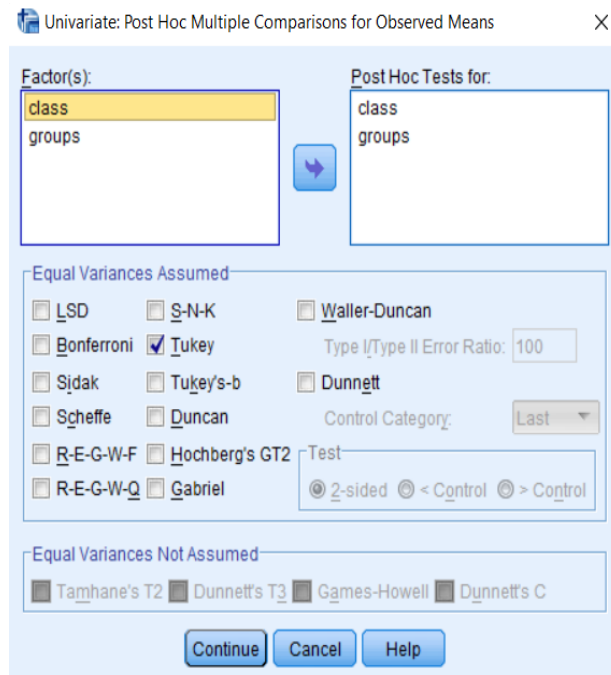 Univariate: Post Hoc Multiple Comparisons for Observed Means
Factor(s):
class
groups
Post Hoc Tests for:
class
groups
Equal Variances Assumed
LSD S-N-K Waller-Duncan
Bonferroni Tukey Type I/Type II Error Ratio: 100
Sidak Tukey's-b Dunnett
Scheffe Duncan Control Category: Last
R-E-G-W-F Hochberg's GT2 Test
R-E-G-W-Q Gabriel 2-sided < Control > Control
Equal Variances Not Assumed
Tamhane's T2 Dunnett's T3 Games-Howell Dunnett's C
Continue Cancel Help